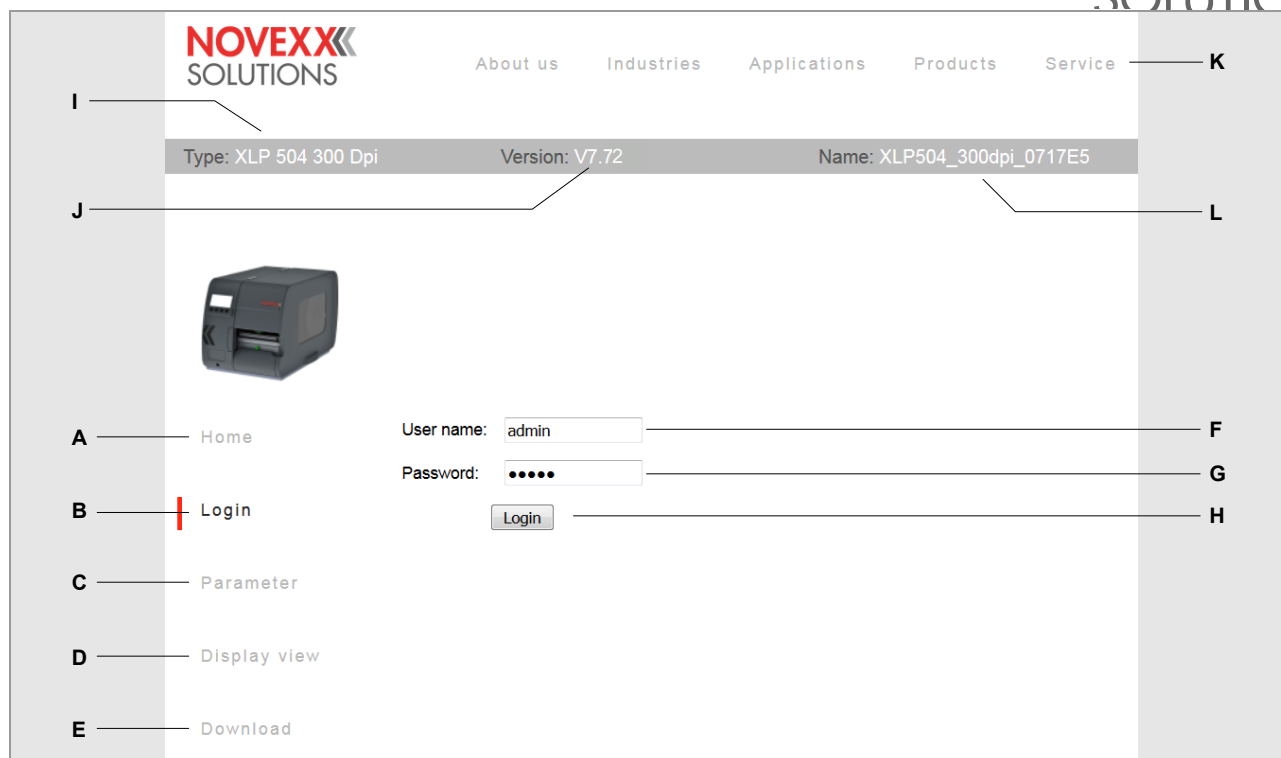 SOLUTIO
NOVEXX
SOLUTIONS
About us Industries Applications Products Service K
I
Type: XLP 504 300 Dpi Version: V7.72 Name: XLP504_300dpi_0717E5
J L
A Home User name: admin F
Password: ●●●●● G
B Login Login H
C Parameter
D Display view
E Download